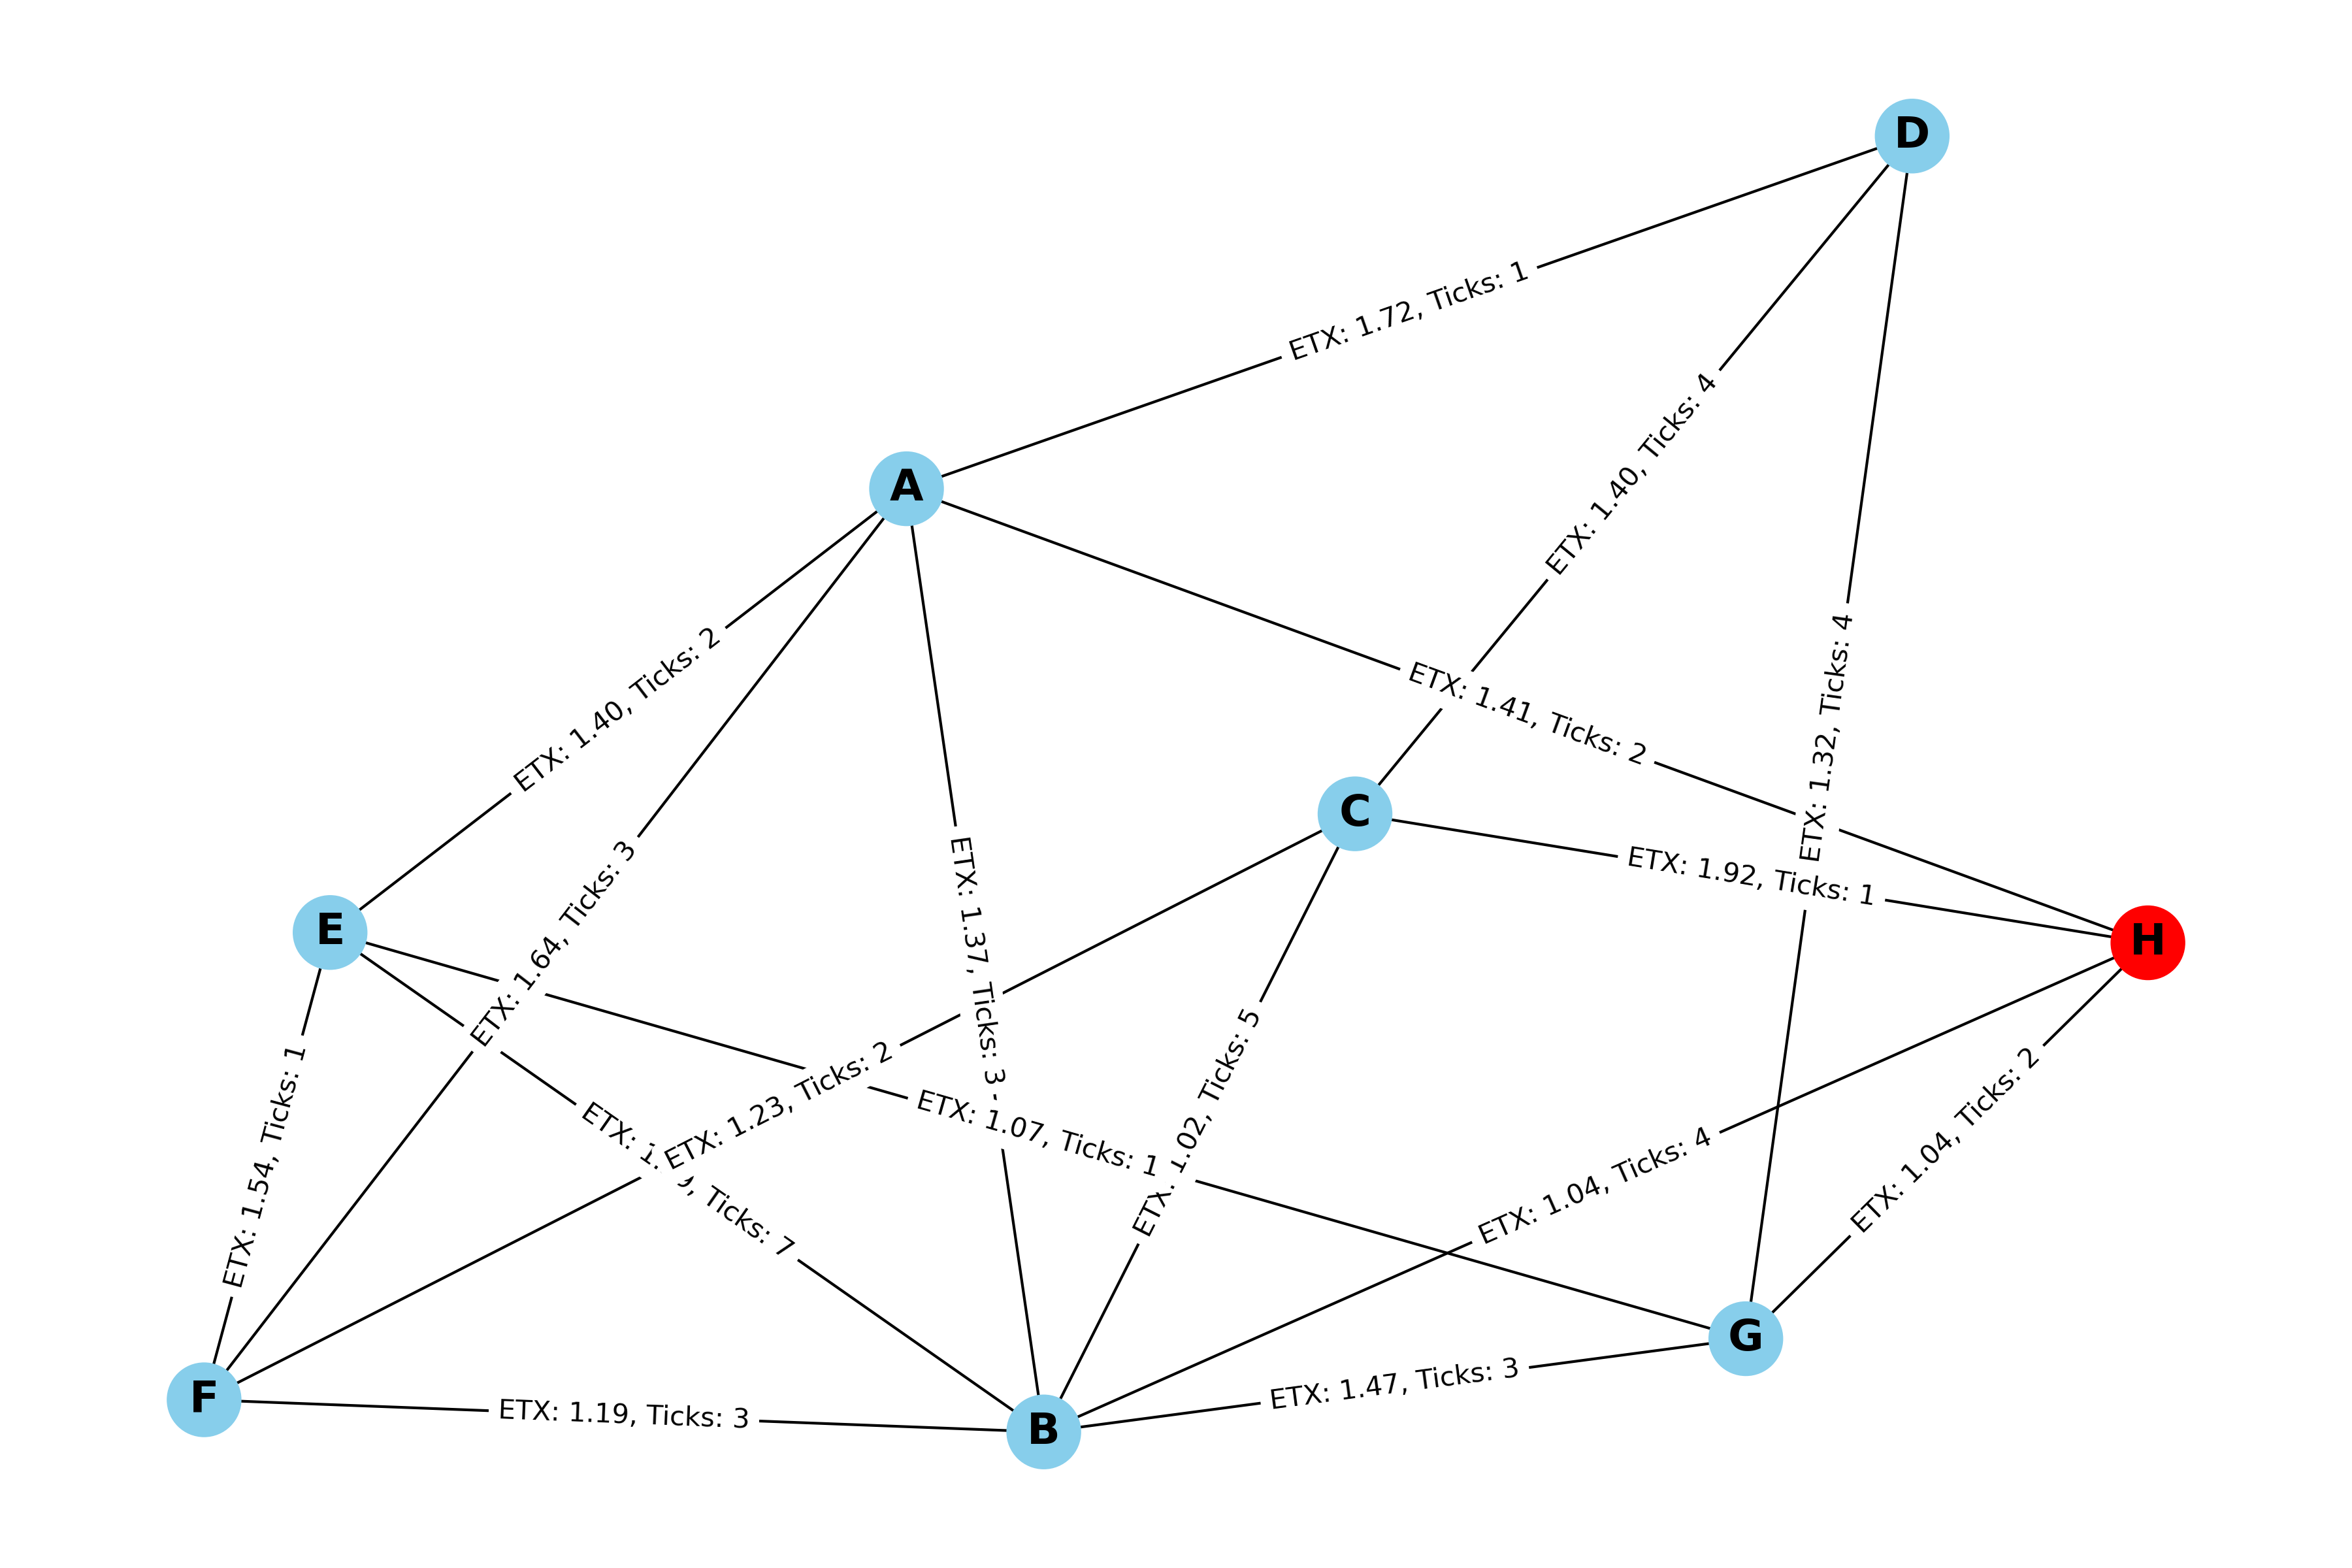 D
ETX: 1.72, Ticks: 1
ETX: 1.40, Ticks: 4
A
ETX: 1.32, Ticks: 4
ETX: 1.40, Ticks: 2
ETX: 1.41, Ticks: 2
C
ETX: 1.92, Ticks: 1
E
H
ETX: 1.64, Ticks: 3
ETX: 1.37, Ticks: 3
ETX: 1.23, Ticks: 2
ETX: 1.07, Ticks: 1
ETX: 1.02, Ticks: 5
ETX: 1.54, Ticks: 1
ETX: Ticks: 7
ETX: 1.04, Ticks: 4
ETX: 1.04, Ticks: 2
G
F
ETX: 1.19, Ticks: 3
B
ETX: 1.47, Ticks: 3